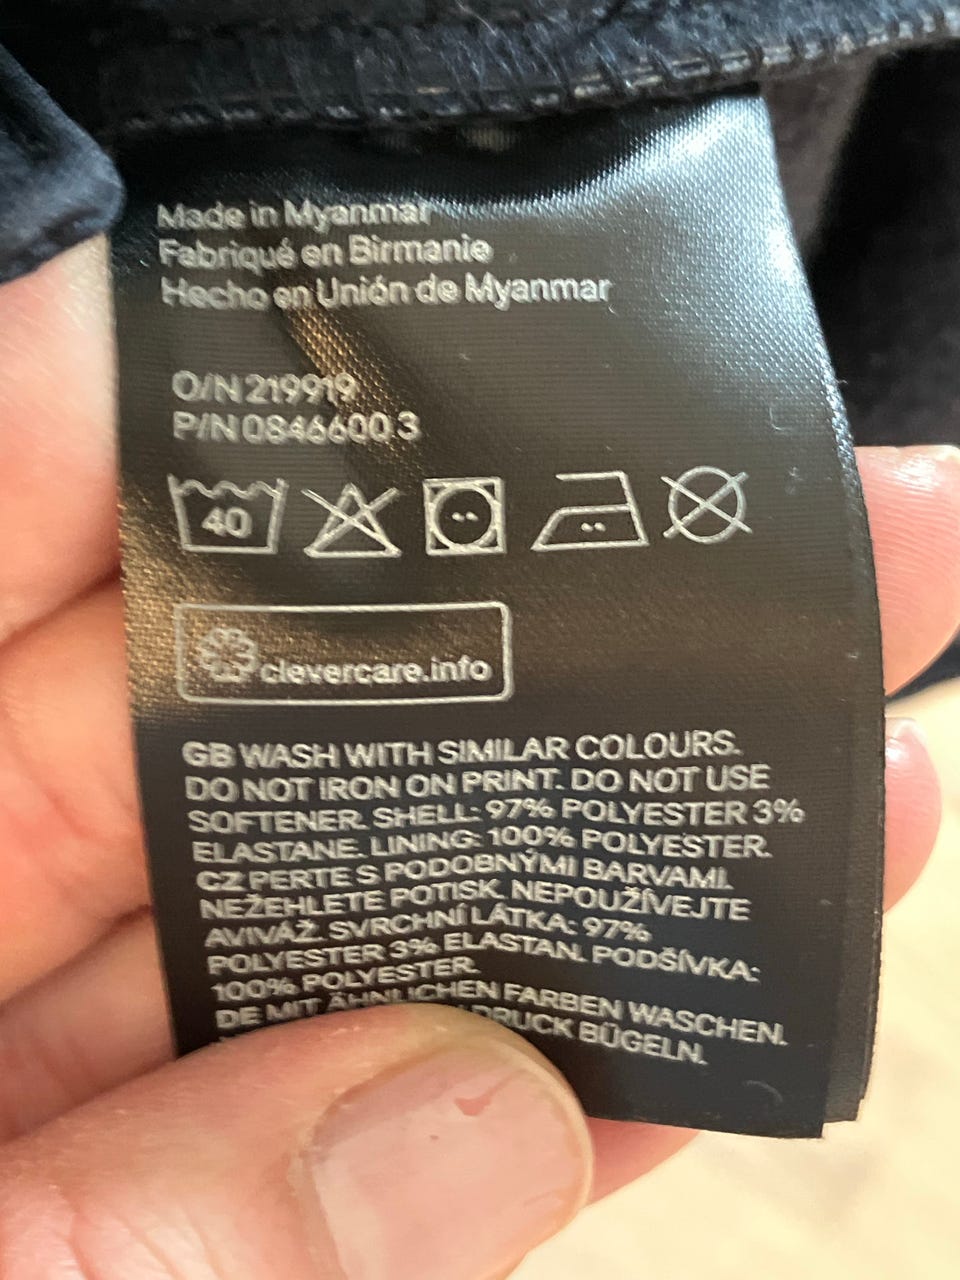 Made in Myanmar
Fabriqué en Birmanie
Hecho en Unión de Myanmar
O/N 219919
P/N 0846600.3
40
clevercare.info
GB WASH WITH SIMILAR COLOURS.
DO NOT IRON ON PRINT. DO NOT USE
SOFTENER. SHELL: 97% POLYESTER 3%
ELASTANE. LINING: 100% POLYESTER.
CZ PERTE S PODOBNÝMI BARVAMI.
NEŽEHLETE POTISK. NEPOUŽÍVEJTE
AVIVÁŽ. SVRCHNÍ LÁTKA: 97%
POLYESTER 3% ELASTAN. PODŠÍVKA:
100% POLYESTER.
DE MIT ÄHNLICHEN FARBEN WASCHEN.
DRUCK BÜGELN.